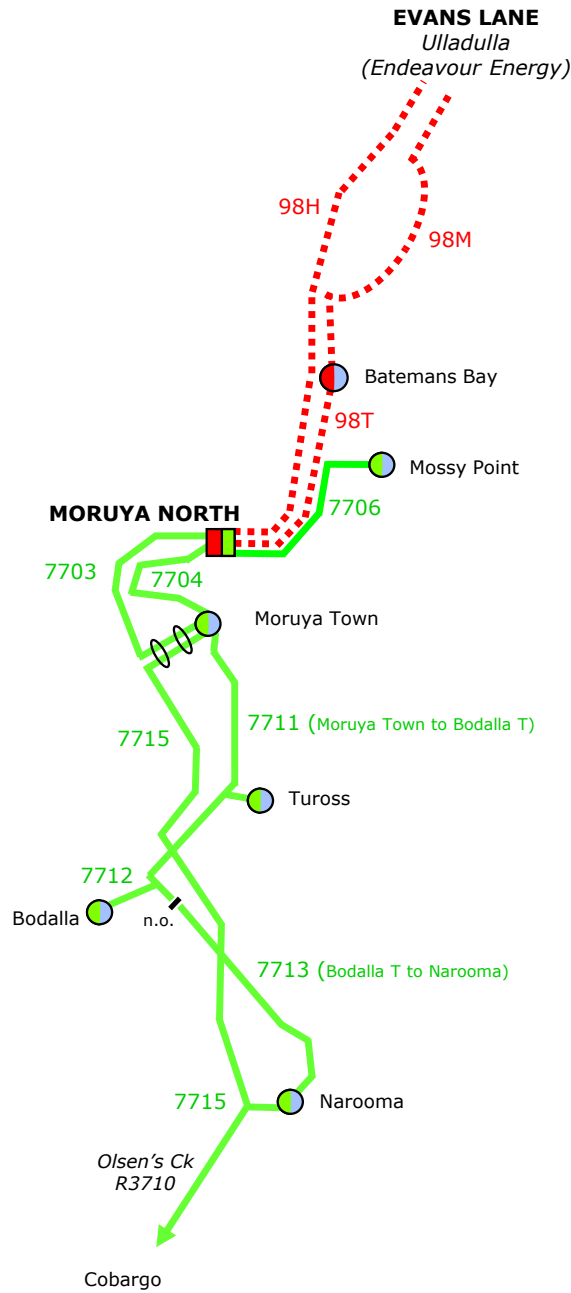 EVANS LANE
Ulladulla
(Endeavour Energy)
98H
98M
Batemans Bay
98T
Mossy Point
7706
MORUYA NORTH
7703
7704
Moruya Town
7711 (Moruya Town to Bodalla T)
7715
Tuross
7712
Bodalla
n.o.
7713 (Bodalla T to Narooma)
7715
Narooma
Olsen's Ck
R3710
Cobargo